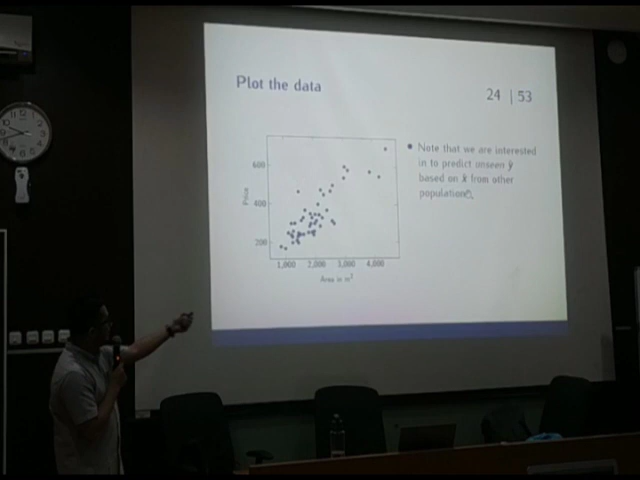 Plot the data
24 | 53
Note that we are interested
in to predict unseen ŷ
based on x̂ from other
population
Price
600
400
200
1,000 2,000 3,000 4,000
Area in m²